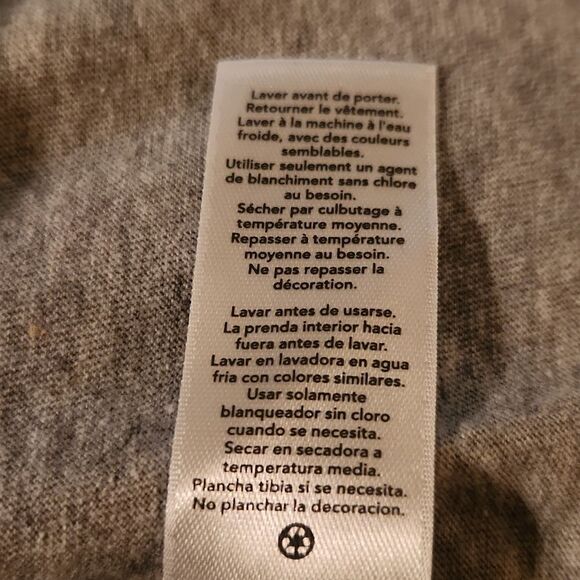 Laver avant de porter.
Retourner le vêtement.
Laver à la machine à l'eau
froide, avec des couleurs
semblables.
Utiliser seulement un agent
de blanchiment sans chlore
au besoin.
Sécher par culbutage à
température moyenne.
Repasser à température
moyenne au besoin.
Ne pas repasser la
décoration.
Lavar antes de usarse.
La prenda interior hacia
fuera antes de lavar.
Lavar en lavadora en agua
fria con colores similares.
Usar solamente
blanqueador sin cloro
cuando se necesita.
Secar en secadora a
temperatura media.
Plancha tibia si se necesita.
No planchar la decoracion.